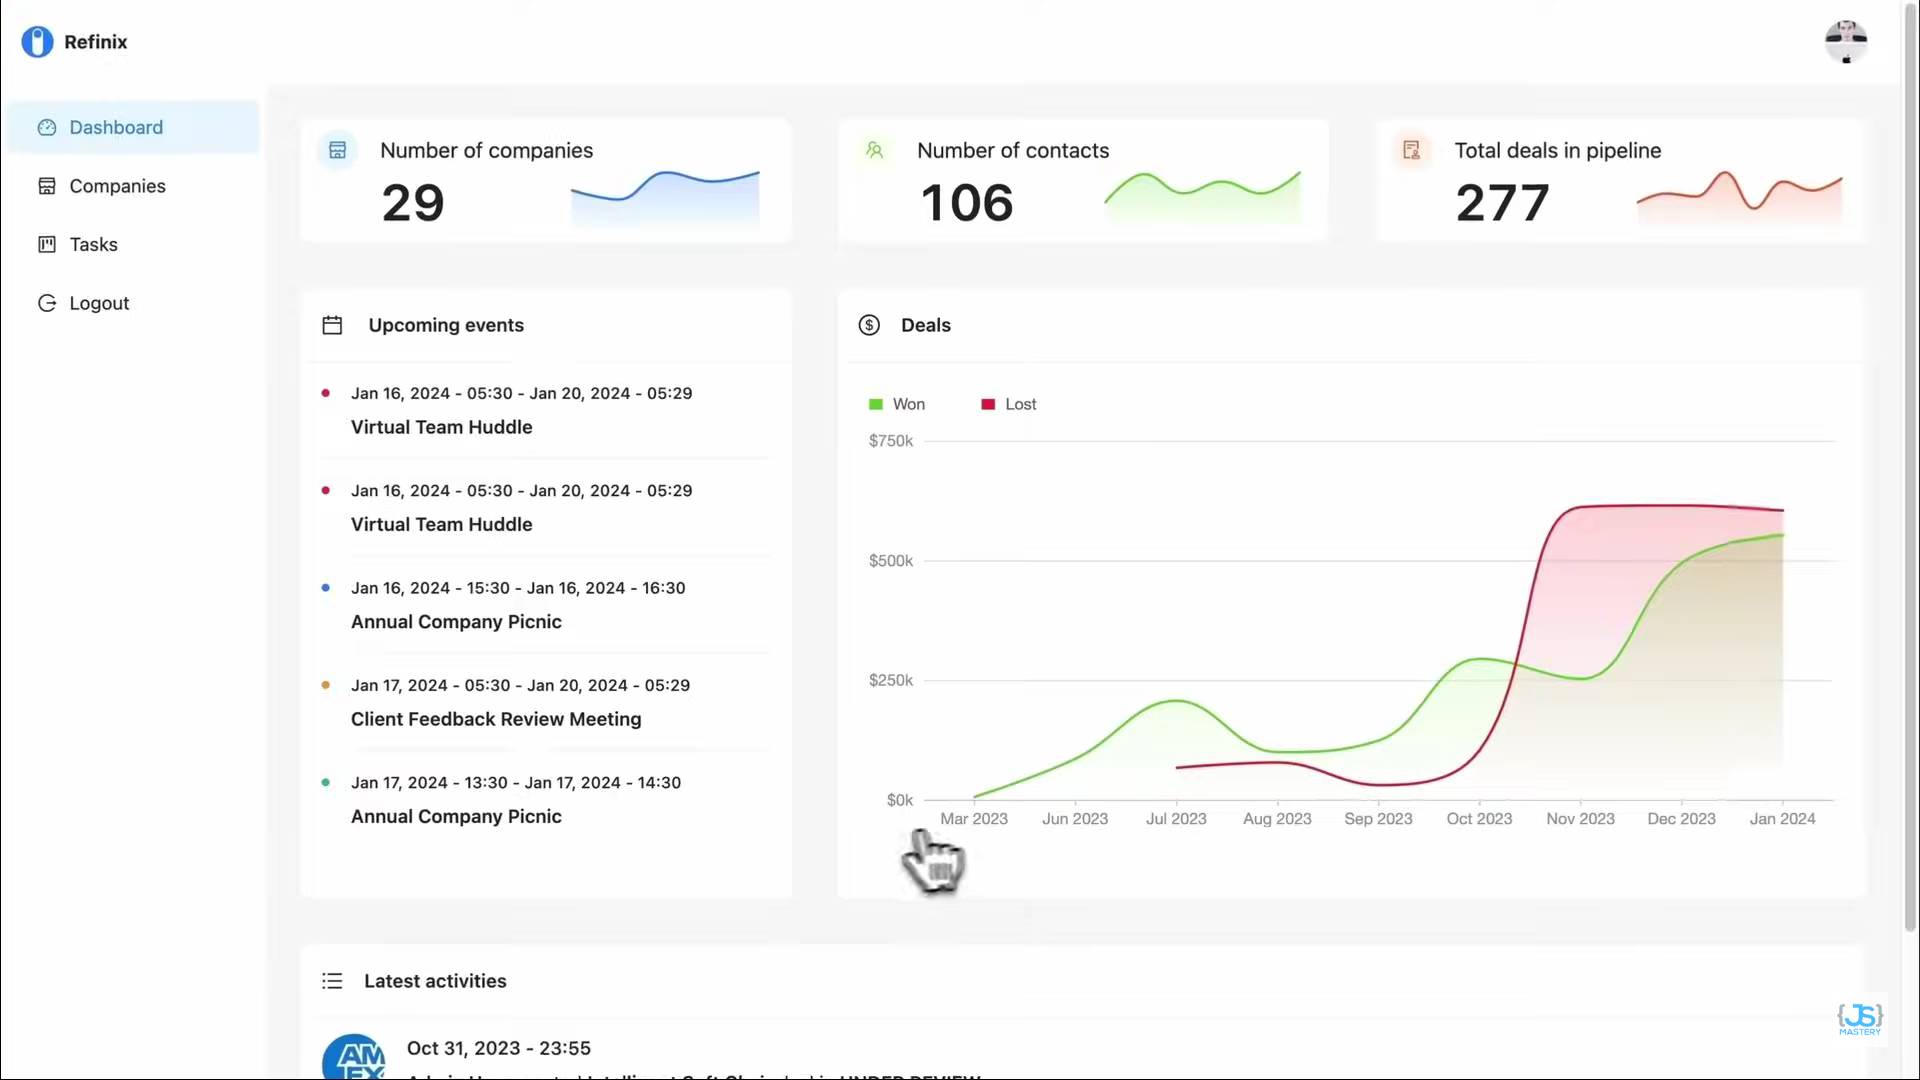 Refinix
Dashboard
Companies
Tasks
Logout
Number of companies
29
Number of contacts
106
Total deals in pipeline
277
Upcoming events
Jan 16, 2024 - 05:30 - Jan 20, 2024 - 05:29
Virtual Team Huddle
Jan 16, 2024 - 05:30 - Jan 20, 2024 - 05:29
Virtual Team Huddle
Jan 16, 2024 - 15:30 - Jan 16, 2024 - 16:30
Annual Company Picnic
Jan 17, 2024 - 05:30 - Jan 20, 2024 - 05:29
Client Feedback Review Meeting
Jan 17, 2024 - 13:30 - Jan 17, 2024 - 14:30
Annual Company Picnic
Deals
Won Lost
$750k
$500k
$250k
$0k
Mar 2023 Jun 2023 Jul 2023 Aug 2023 Sep 2023 Oct 2023 Nov 2023 Dec 2023 Jan 2024
Latest activities
AM
EX
Oct 31, 2023 - 23:55
UNDER REVIEW
{JS}
MASTERY